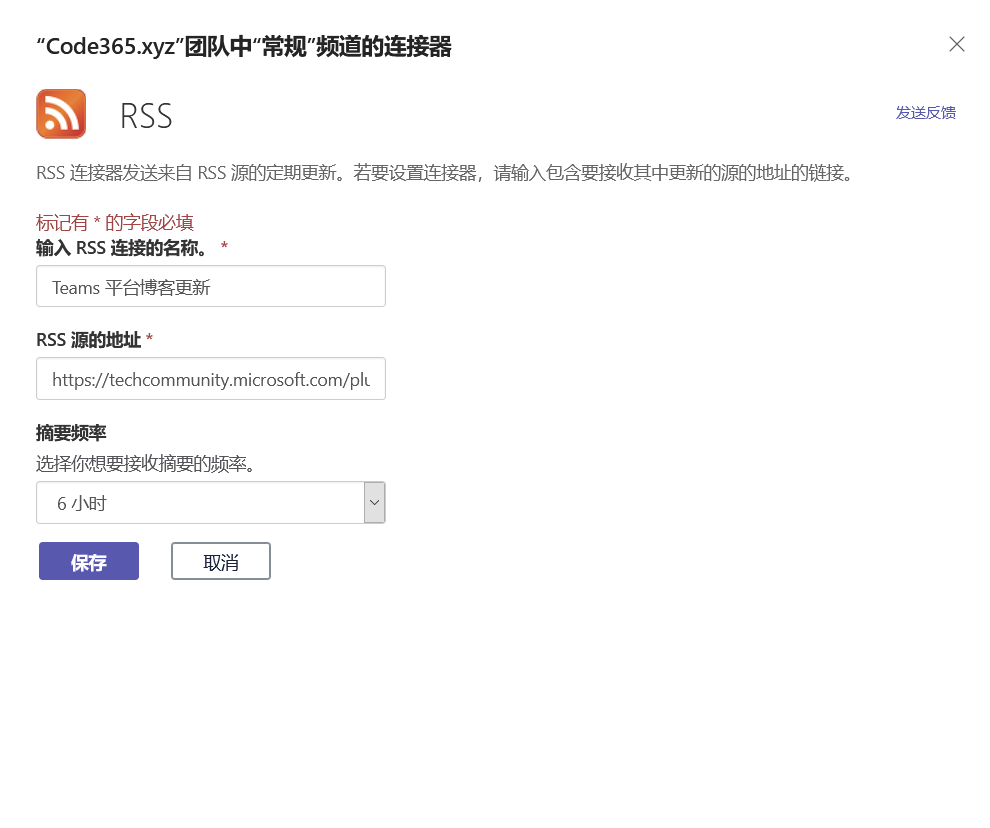 “Code365.xyz”团队中“常规”频道的连接器
RSS
发送反馈
RSS 连接器发送来自 RSS 源的定期更新。若要设置连接器，请输入包含要接收其中更新的源的地址的链接。
标记有 * 的字段必填
输入 RSS 连接的名称。 *
Teams 平台博客更新
RSS 源的地址 *
https://techcommunity.microsoft.com/plu
摘要频率
选择你想要接收摘要的频率。
6 小时
保存
取消